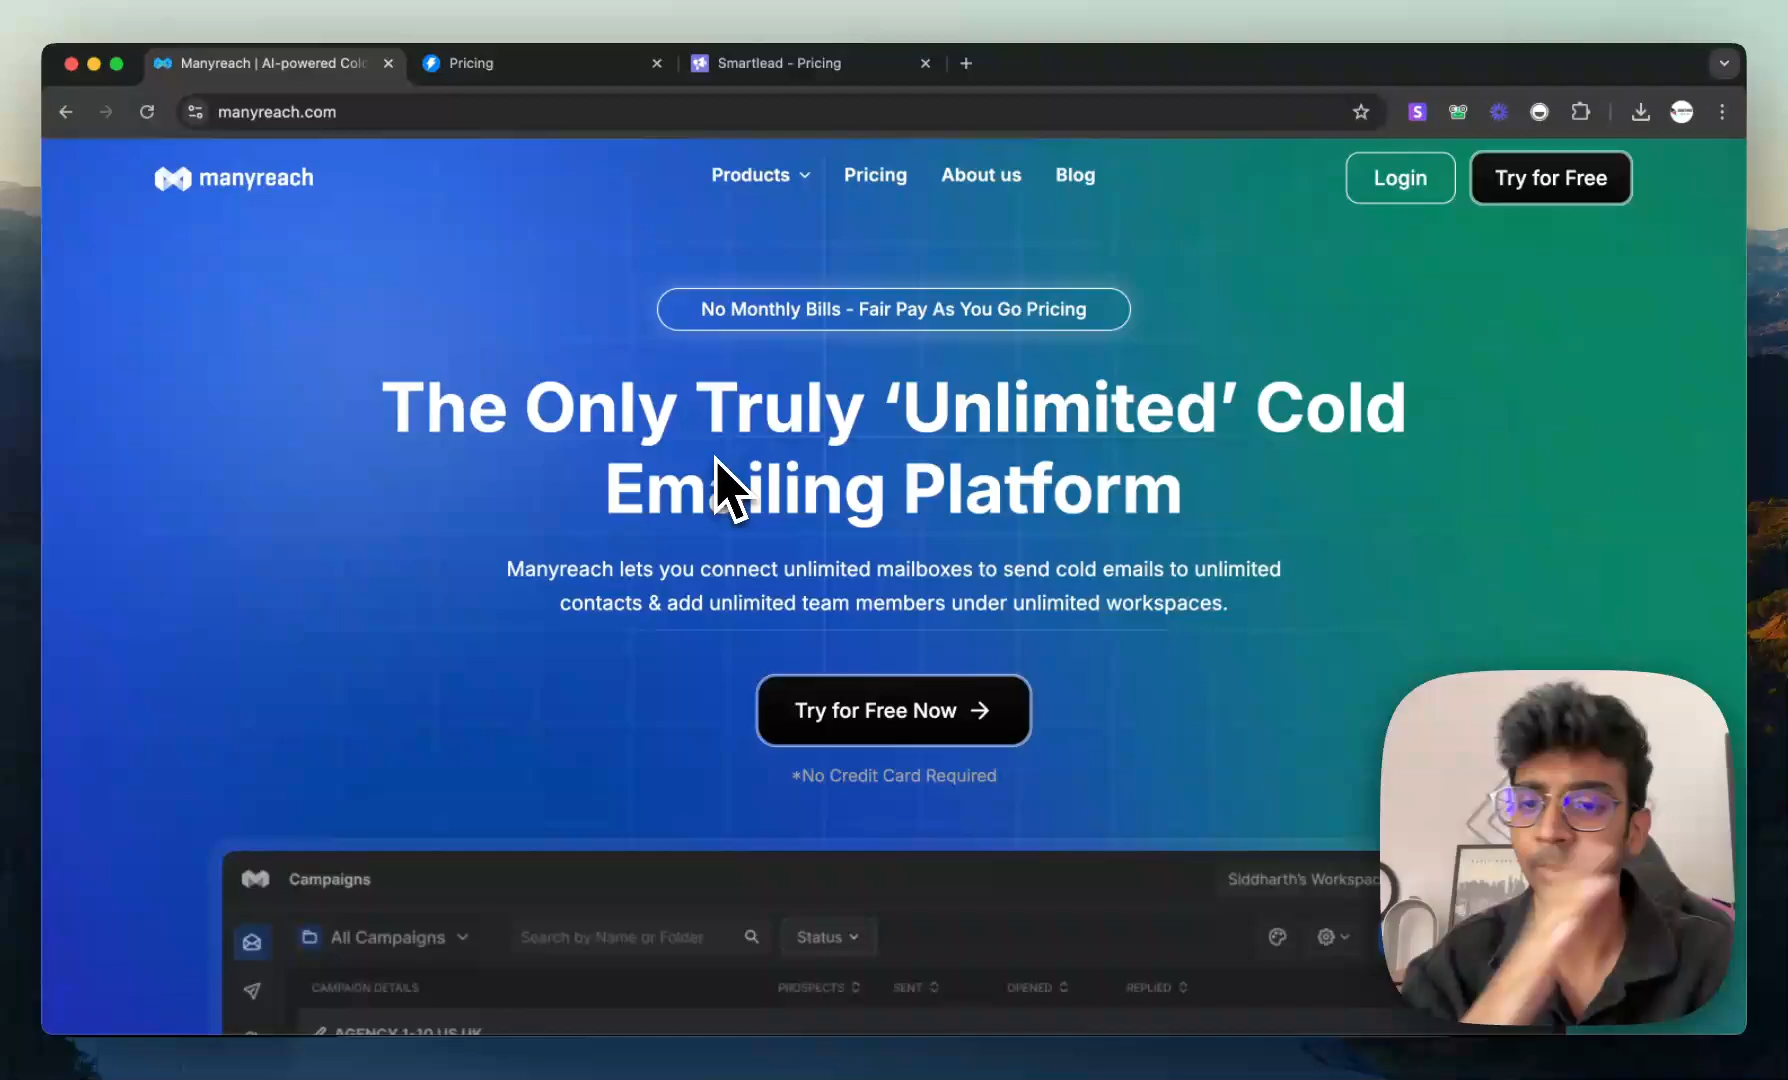 Manyreach | AI-powered Col
Pricing
Smartlead - Pricing
manyreach.com
manyreach
Products
Pricing
About us
Blog
Login
Try for Free
No Monthly Bills - Fair Pay As You Go Pricing
The Only Truly ‘Unlimited’ Cold
Emailing Platform
Manyreach lets you connect unlimited mailboxes to send cold emails to unlimited
contacts & add unlimited team members under unlimited workspaces.
Try for Free Now
*No Credit Card Required
Campaigns
Siddharth's Workspac
All Campaigns
Search by Name or Folder
Status
CAMPAIGN DETAILS
PROSPECTS
SENT
OPENED
REPLIED
AGENCY 1-10 US UK